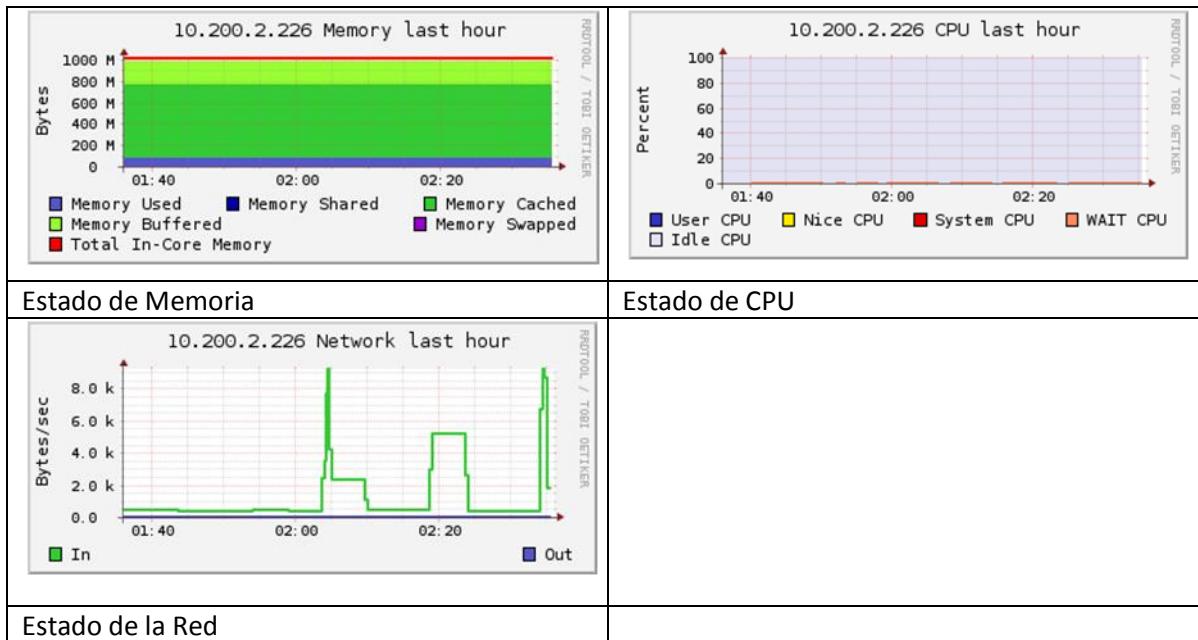 10.200.2.226 Memory last hour
RRDTOOL / TOBI OETIKER
Bytes
1000 M
800 M
600 M
400 M
200 M
0
01:40 02:00 02:20
Memory Used Memory Shared Memory Cached
Memory Buffered Memory Swapped
Total In-Core Memory
10.200.2.226 CPU last hour
RRDTOOL / TOBI OETIKER
Percent
100
80
60
40
20
0
01:40 02:00 02:20
User CPU Nice CPU System CPU WAIT CPU
Idle CPU
Estado de Memoria
Estado de CPU
10.200.2.226 Network last hour
RRDTOOL / TOBI OETIKER
Bytes/sec
8.0 k
6.0 k
4.0 k
2.0 k
0.0
01:40 02:00 02:20
In Out
Estado de la Red